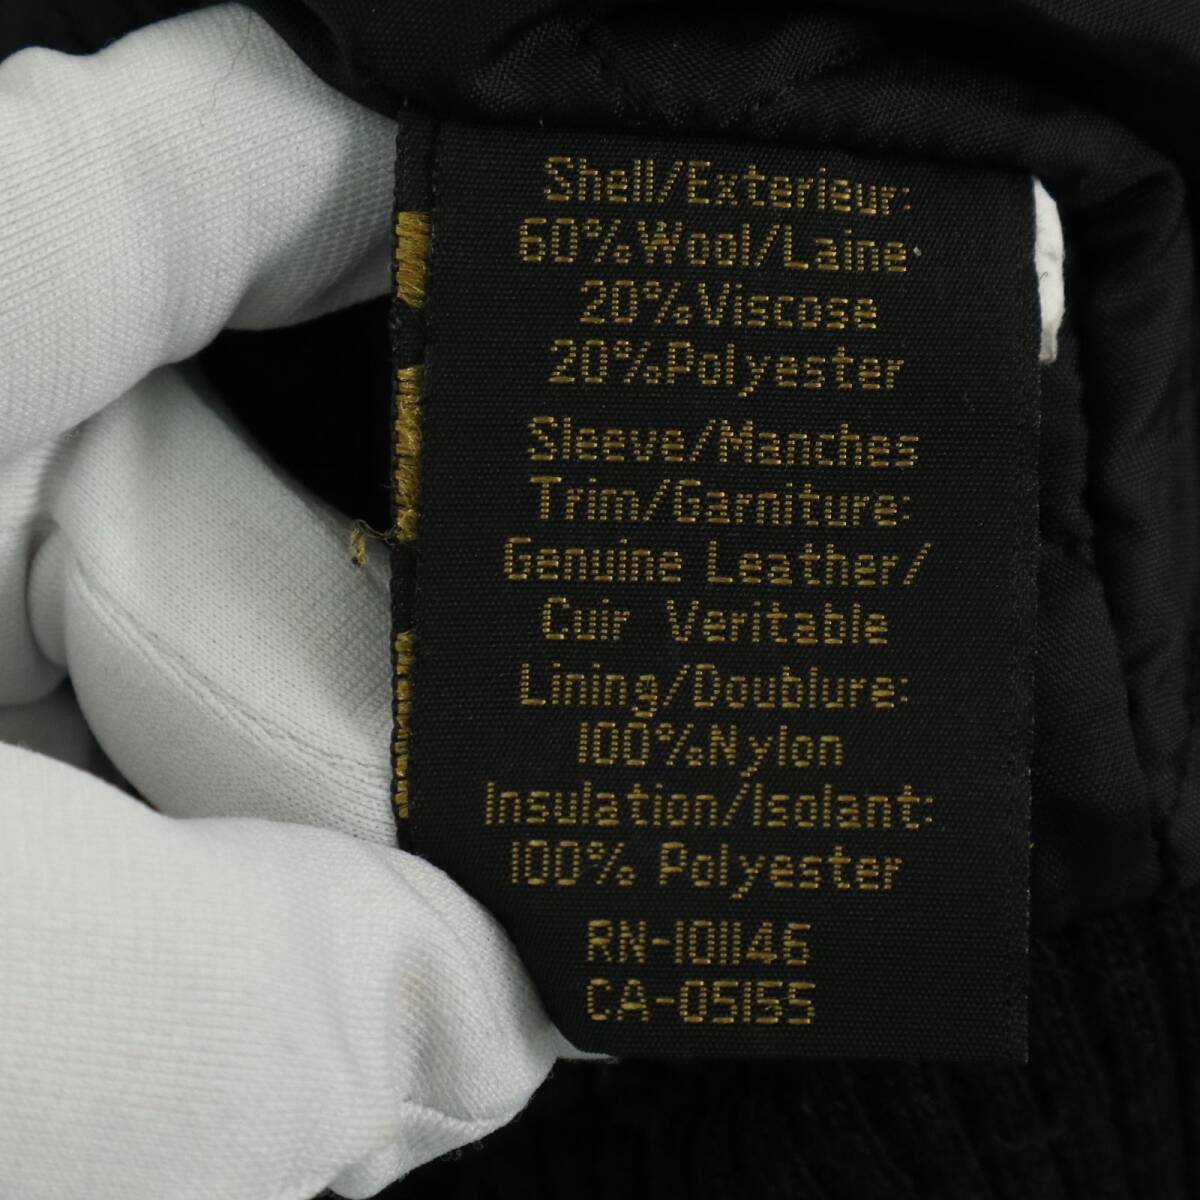 Shell/Exterieur:
60%Wool/Laine
20%Viscose
20%Polyester
Sleeve/Manches
Trim/Garniture:
Genuine Leather/
Cuir Veritable
Lining/Doublure:
100%Nylon
Insulation/Isolant:
100% Polyester
RN-101146
CA-05155